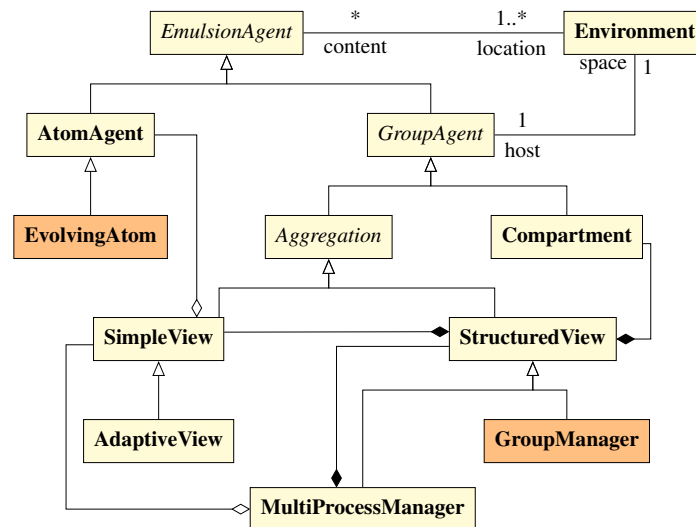 EmulsionAgent
*
content
1..*
location
Environment
space
1
AtomAgent
GroupAgent
1
host
EvolvingAtom
Aggregation
Compartment
SimpleView
StructuredView
AdaptiveView
GroupManager
MultiProcessManager